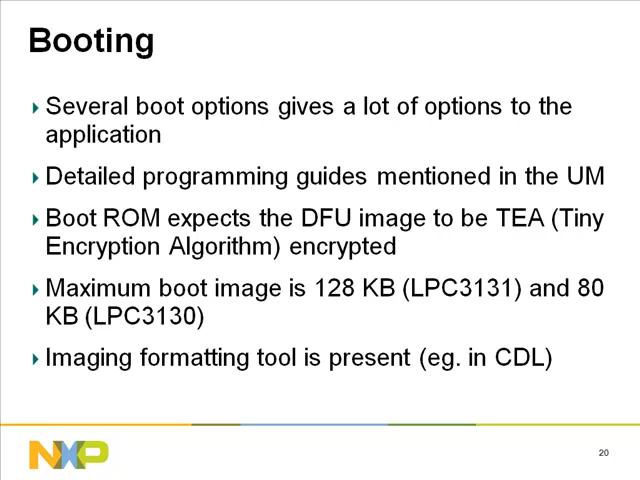 Booting
Several boot options gives a lot of options to the
application
Detailed programming guides mentioned in the UM
Boot ROM expects the DFU image to be TEA (Tiny
Encryption Algorithm) encrypted
Maximum boot image is 128 KB (LPC3131) and 80
KB (LPC3130)
Imaging formatting tool is present (eg. in CDL)
NXP
20